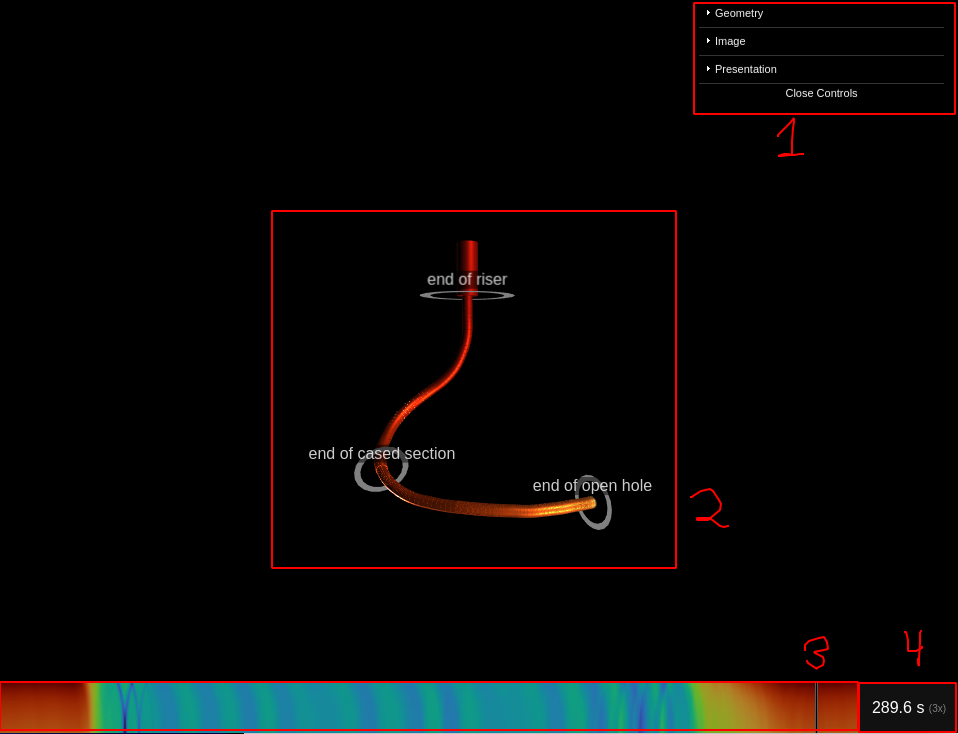 Geometry
Image
Presentation
Close Controls
1
end of riser
end of cased section
end of open hole
2
3
4
289.6 s (3x)